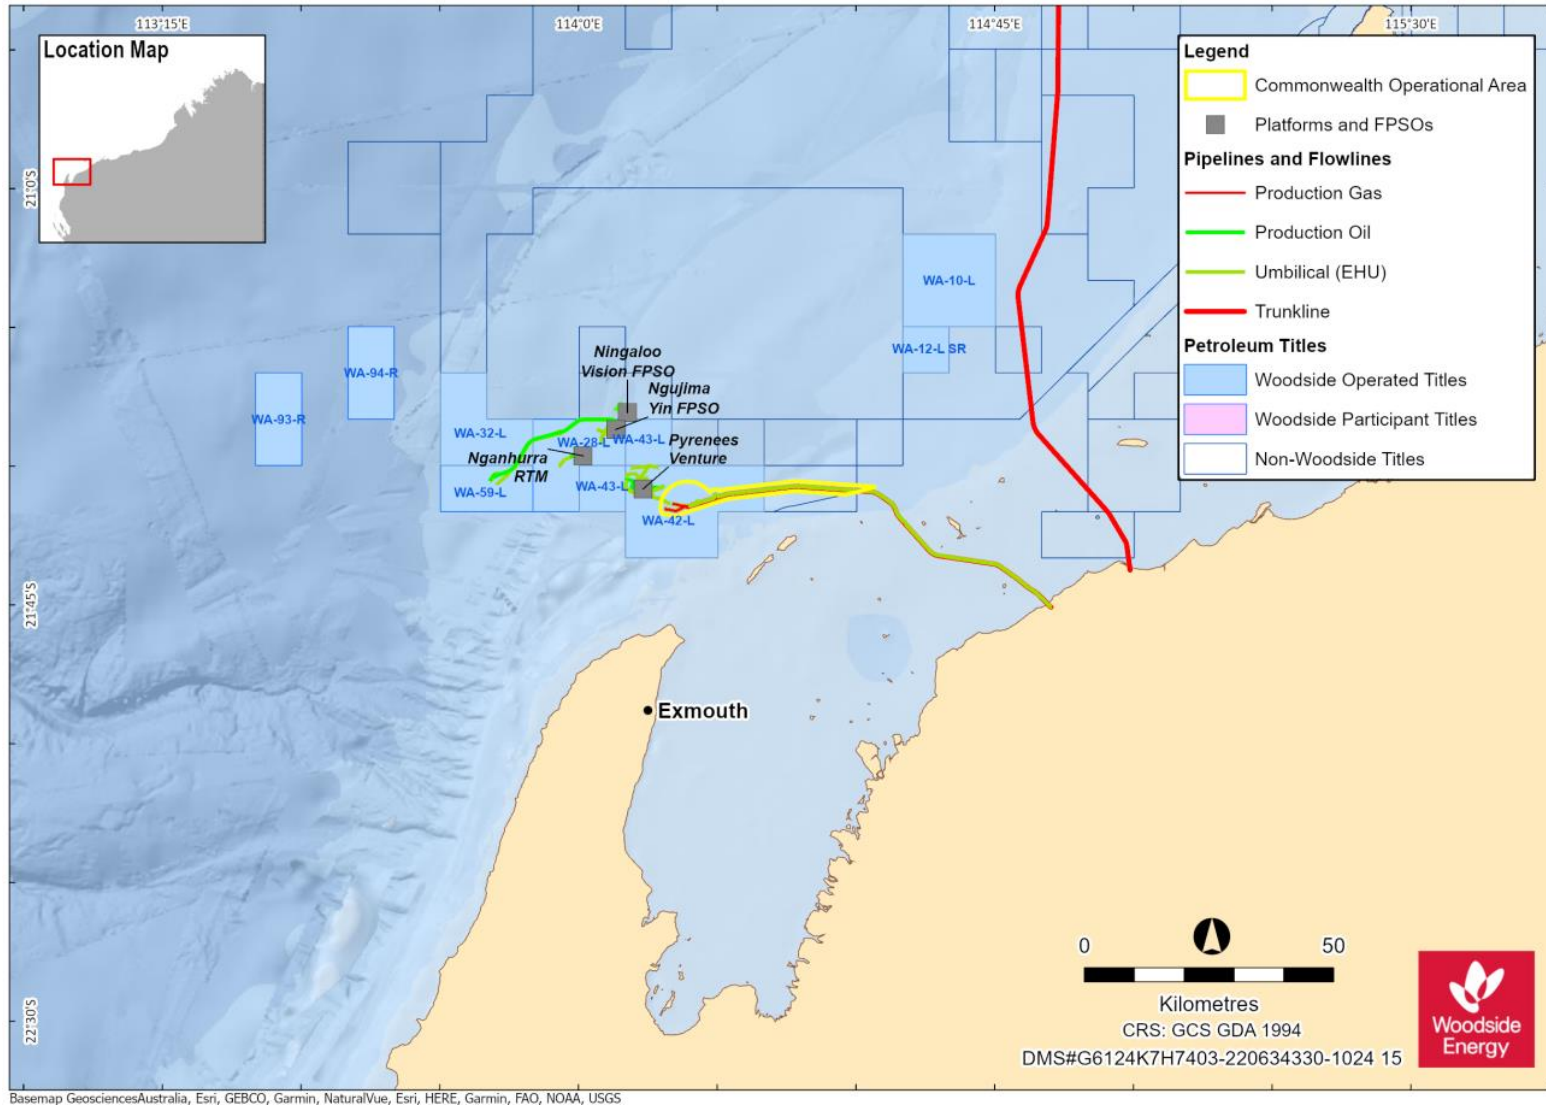 113°15'E
114°0'E
114°45'E
115°30'E
Location Map
Legend
Commonwealth Operational Area
Platforms and FPSOs
Pipelines and Flowlines
Production Gas
Production Oil
Umbilical (EHU)
Trunkline
Petroleum Titles
Woodside Operated Titles
Woodside Participant Titles
Non-Woodside Titles
21°0'S
21°45'S
22°30'S
WA-10-L
WA-12-L SR
WA-94-R
WA-93-R
Ningaloo
Vision FPSO
Ngujima
Yin FPSO
WA-32-L
WA-28-L
WA-43-L
Pyrenees
Venture
Nganhurra
RTM
WA-59-L
WA-43-L
WA-42-L
Exmouth
0 50
Kilometres
CRS: GCS GDA 1994
DMS#G6124K7H7403-220634330-1024 15
Woodside
Energy
Basemap GeosciencesAustralia, Esri, GEBCO, Garmin, NaturalVue, Esri, HERE, Garmin, FAO, NOAA, USGS